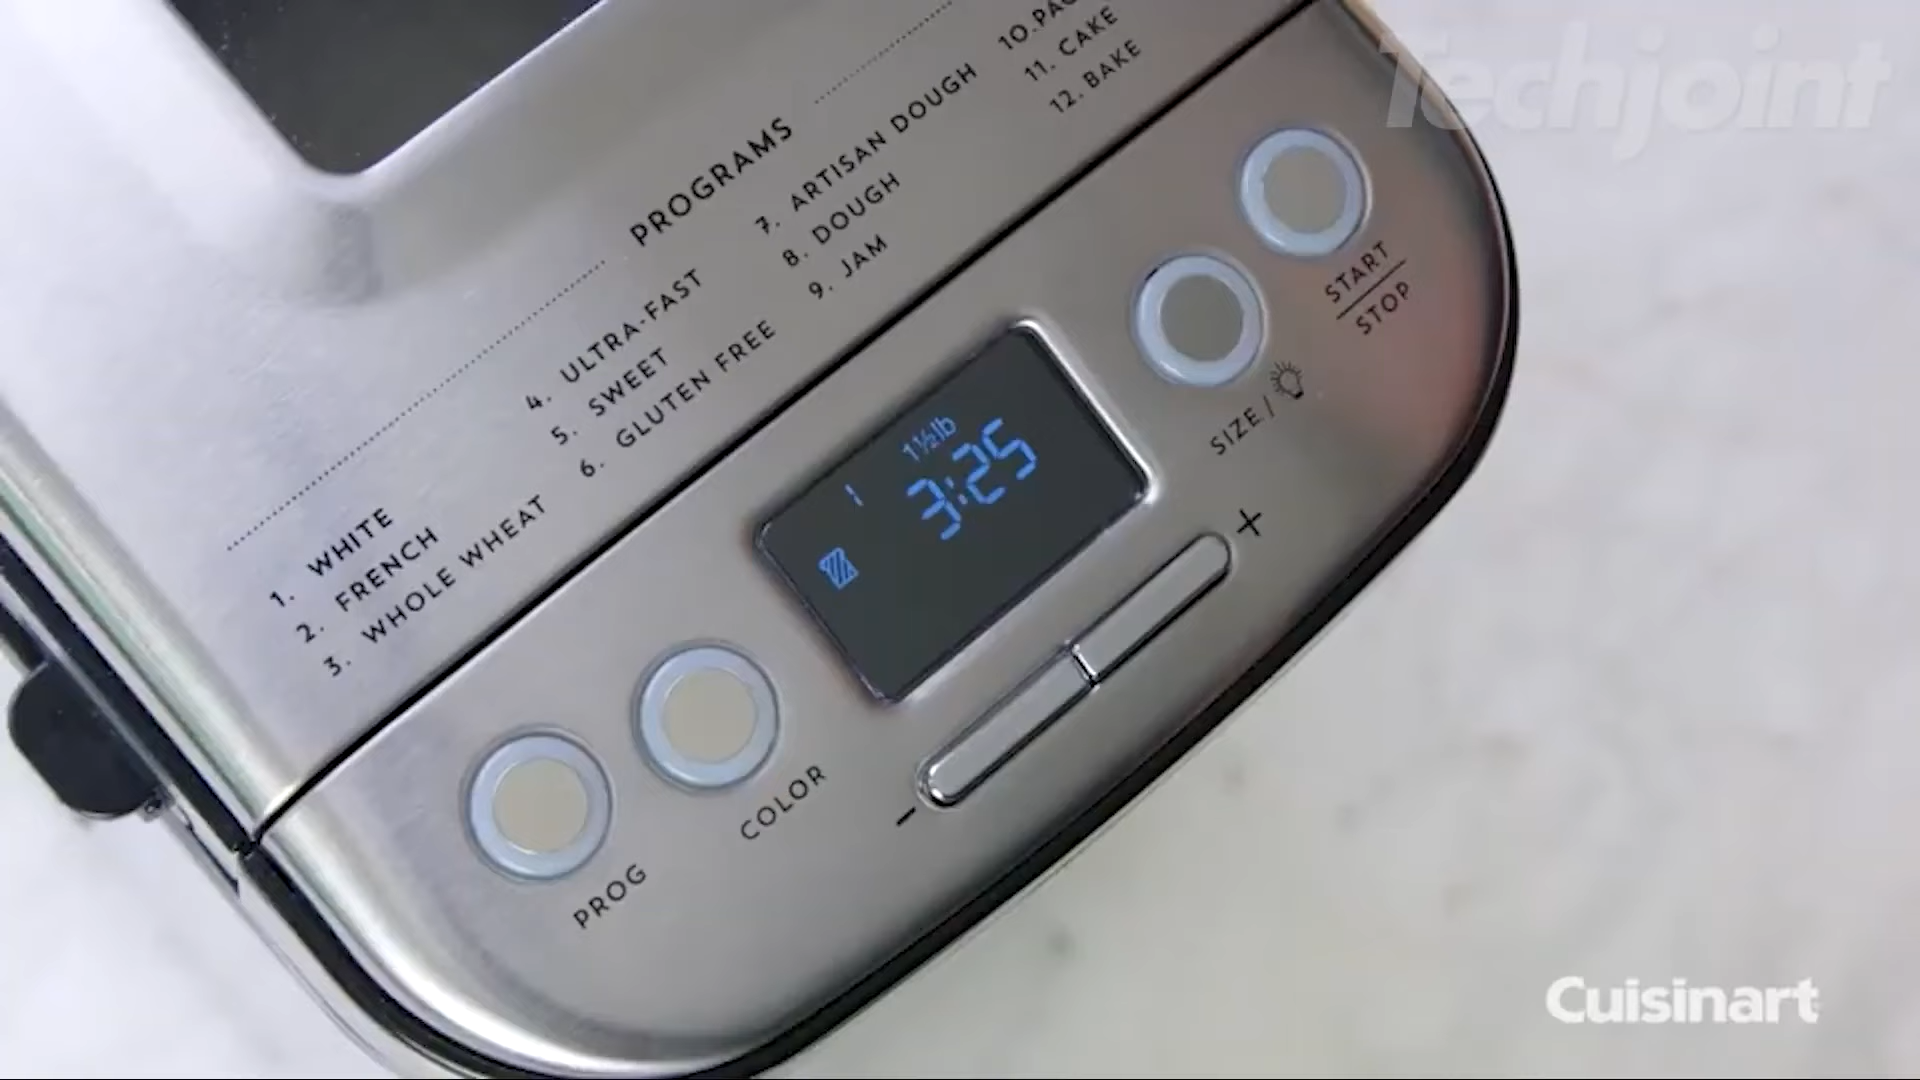 Techjoint
PROGRAMS
1. WHITE
2. FRENCH
3. WHOLE WHEAT
4. ULTRA-FAST
5. SWEET
6. GLUTEN FREE
7. ARTISAN DOUGH
8. DOUGH
9. JAM
10.
11. CAKE
12. BAKE
1 1½lb
3:25
PROG
COLOR
- +
SIZE /
START
STOP
Cuisinart